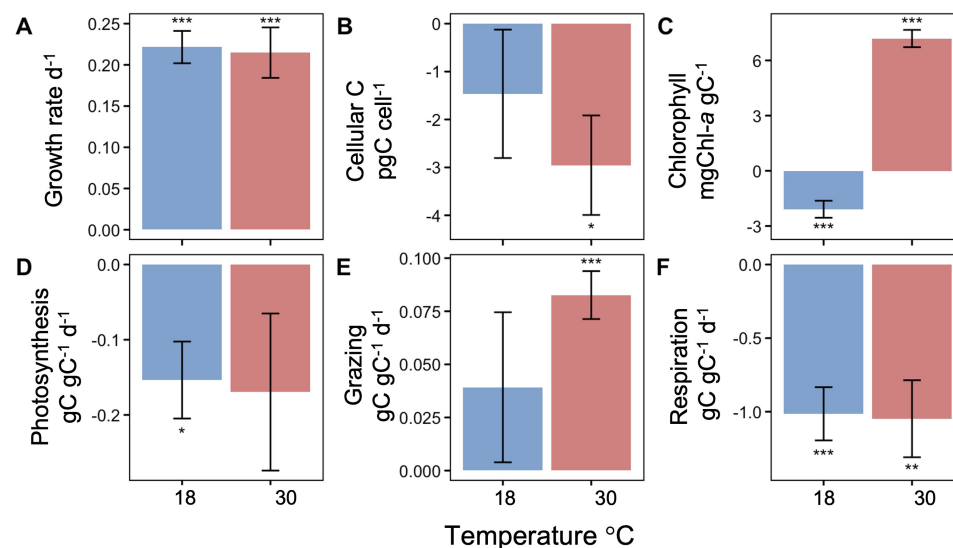 A
Growth rate d-1
0.25
0.20
0.15
0.10
0.05
0.00
***
***
B
Cellular C
pgC cell-1
0
-1
-2
-3
-4
*
C
Chlorophyll
mgChl-a gC-1
6
3
0
-3
***
***
D
Photosynthesis
gC gC-1 d-1
0.0
-0.1
-0.2
*
18
30
E
Grazing
gC gC-1 d-1
0.100
0.075
0.050
0.025
0.000
***
18
30
F
Respiration
gC gC-1 d-1
0.0
-0.5
-1.0
***
**
18
30
Temperature °C